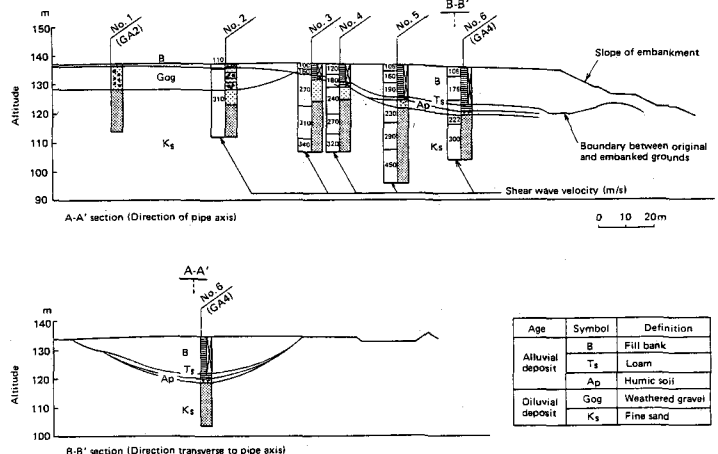 B-B'
No. 1
(GA2)
No. 2
No. 3
No. 4
No. 5
No. 6
(GA4)
m
150
140
130
120
110
100
90
Altitude
B
Gog
Ks
110
310
270
310
340
120
180
240
270
320
105
160
190
230
290
450
B
Ts
Ap
Ks
105
175
222
300
Slope of embankment
Boundary between original
and embanked grounds
Shear wave velocity (m/s)
A-A' section (Direction of pipe axis)
0 10 20m
A-A'
No. 6
(GA4)
m
140
130
120
110
100
Altitude
B
Ts
Ap
Ks
B-B' section (Direction transverse to pipe axis)
Age Symbol Definition
Alluvial deposit B Fill bank
Ts Loam
Ap Humic soil
Diluvial deposit Gog Weathered gravel
Ks Fine sand